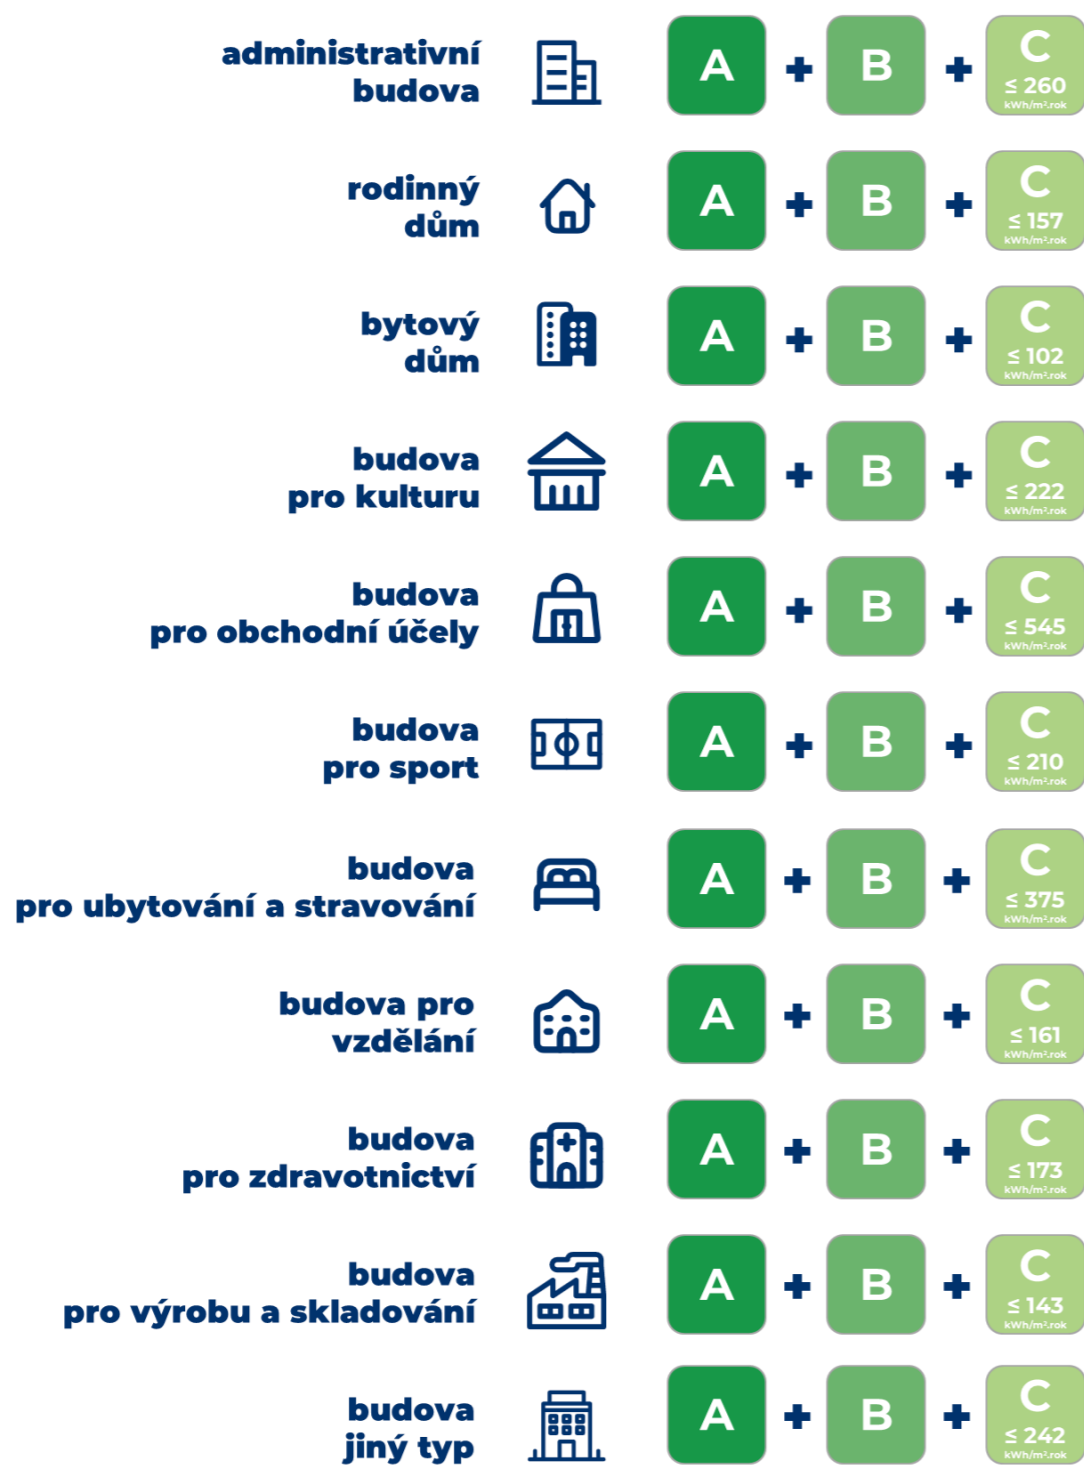 administrativní
budova
A + B + C
≤ 260
kWh/m².rok
rodinný
dům
A + B + C
≤ 157
kWh/m².rok
bytový
dům
A + B + C
≤ 102
kWh/m².rok
budova
pro kulturu
A + B + C
≤ 222
kWh/m².rok
budova
pro obchodní účely
A + B + C
≤ 545
kWh/m².rok
budova
pro sport
A + B + C
≤ 210
kWh/m².rok
budova
pro ubytování a stravování
A + B + C
≤ 375
kWh/m².rok
budova pro
vzdělání
A + B + C
≤ 161
kWh/m².rok
budova
pro zdravotnictví
A + B + C
≤ 173
kWh/m².rok
budova
pro výrobu a skladování
A + B + C
≤ 143
kWh/m².rok
budova
jiný typ
A + B + C
≤ 242
kWh/m².rok